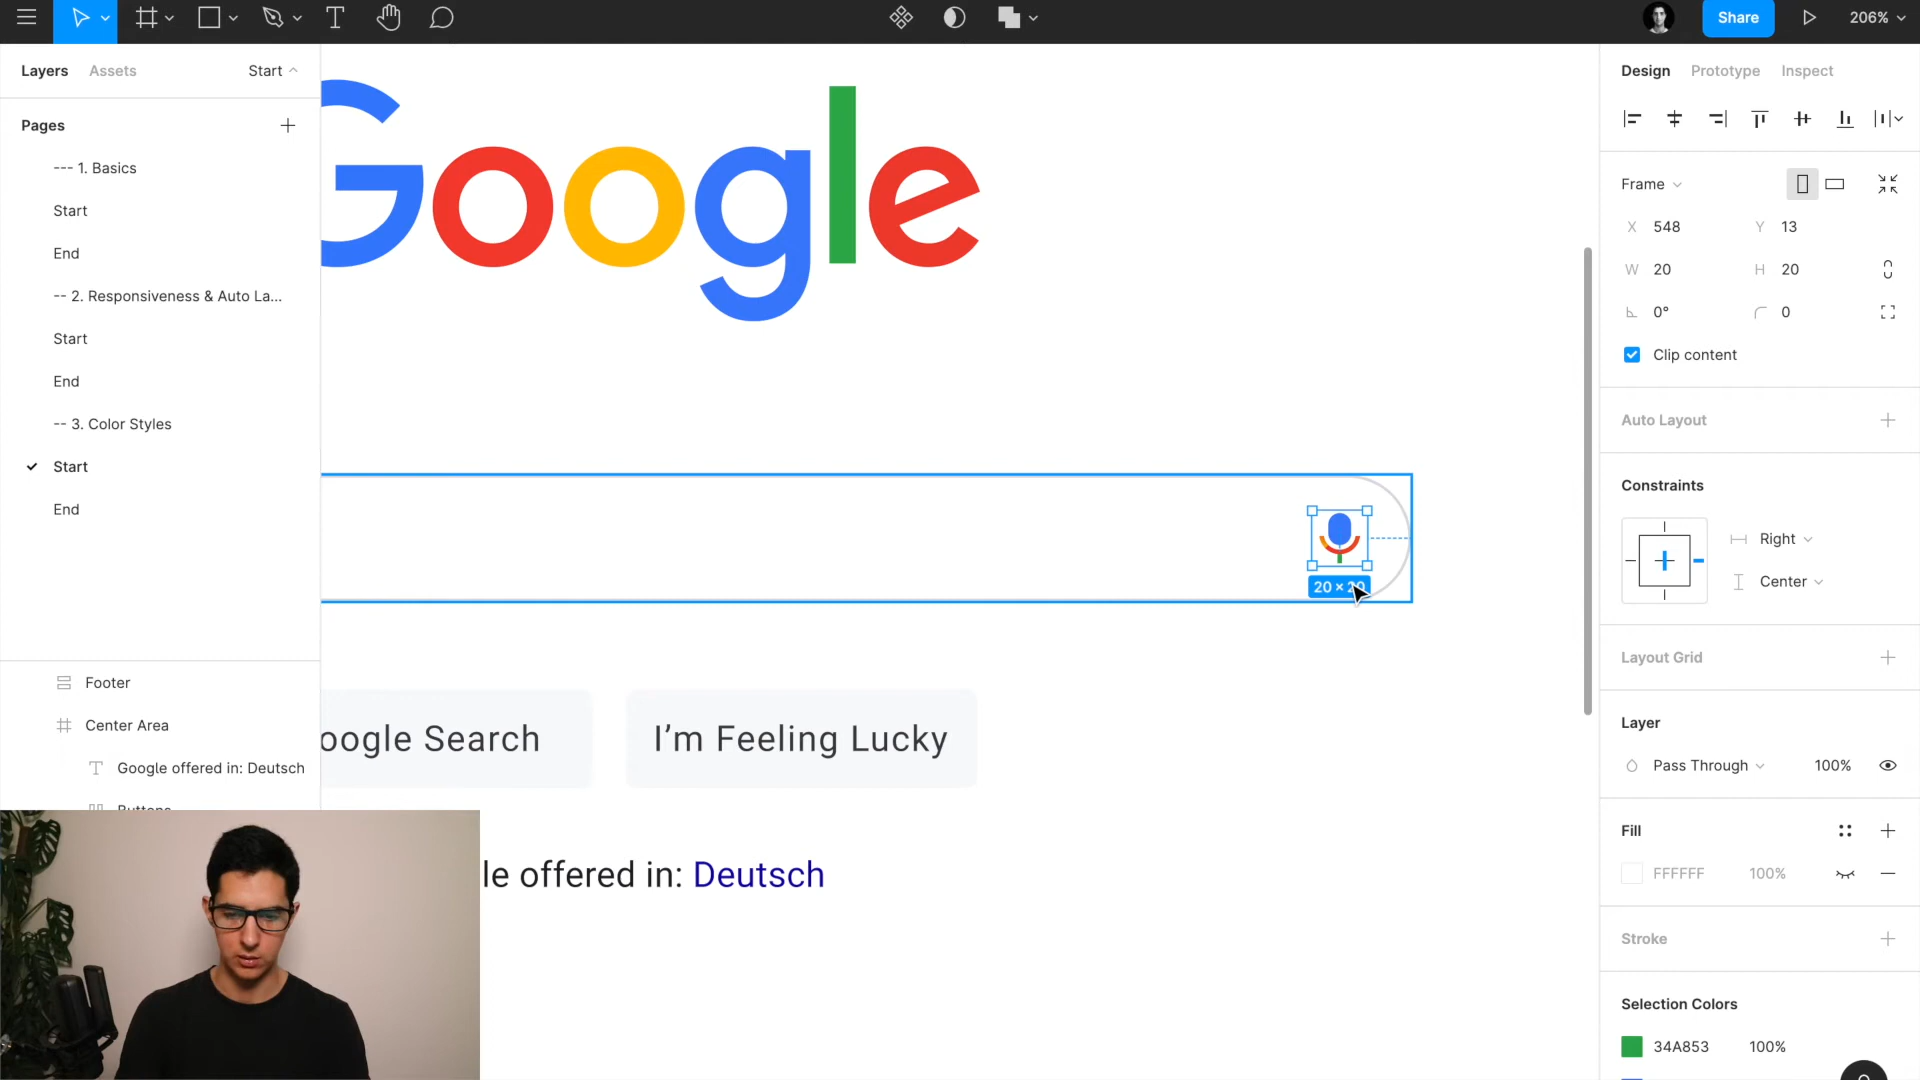 Share
206%
Layers
Assets
Start
Pages
--- 1. Basics
Start
End
-- 2. Responsiveness & Auto La...
Start
End
-- 3. Color Styles
Start
End
Footer
Center Area
Google offered in: Deutsch
Buttons
Google
20 × 20
oogle Search
I’m Feeling Lucky
le offered in: Deutsch
Design
Prototype
Inspect
Frame
X 548
Y 13
W 20
H 20
0°
0
Clip content
Auto Layout
Constraints
Right
Center
Layout Grid
Layer
Pass Through
100%
Fill
FFFFFF
100%
Stroke
Selection Colors
34A853
100%